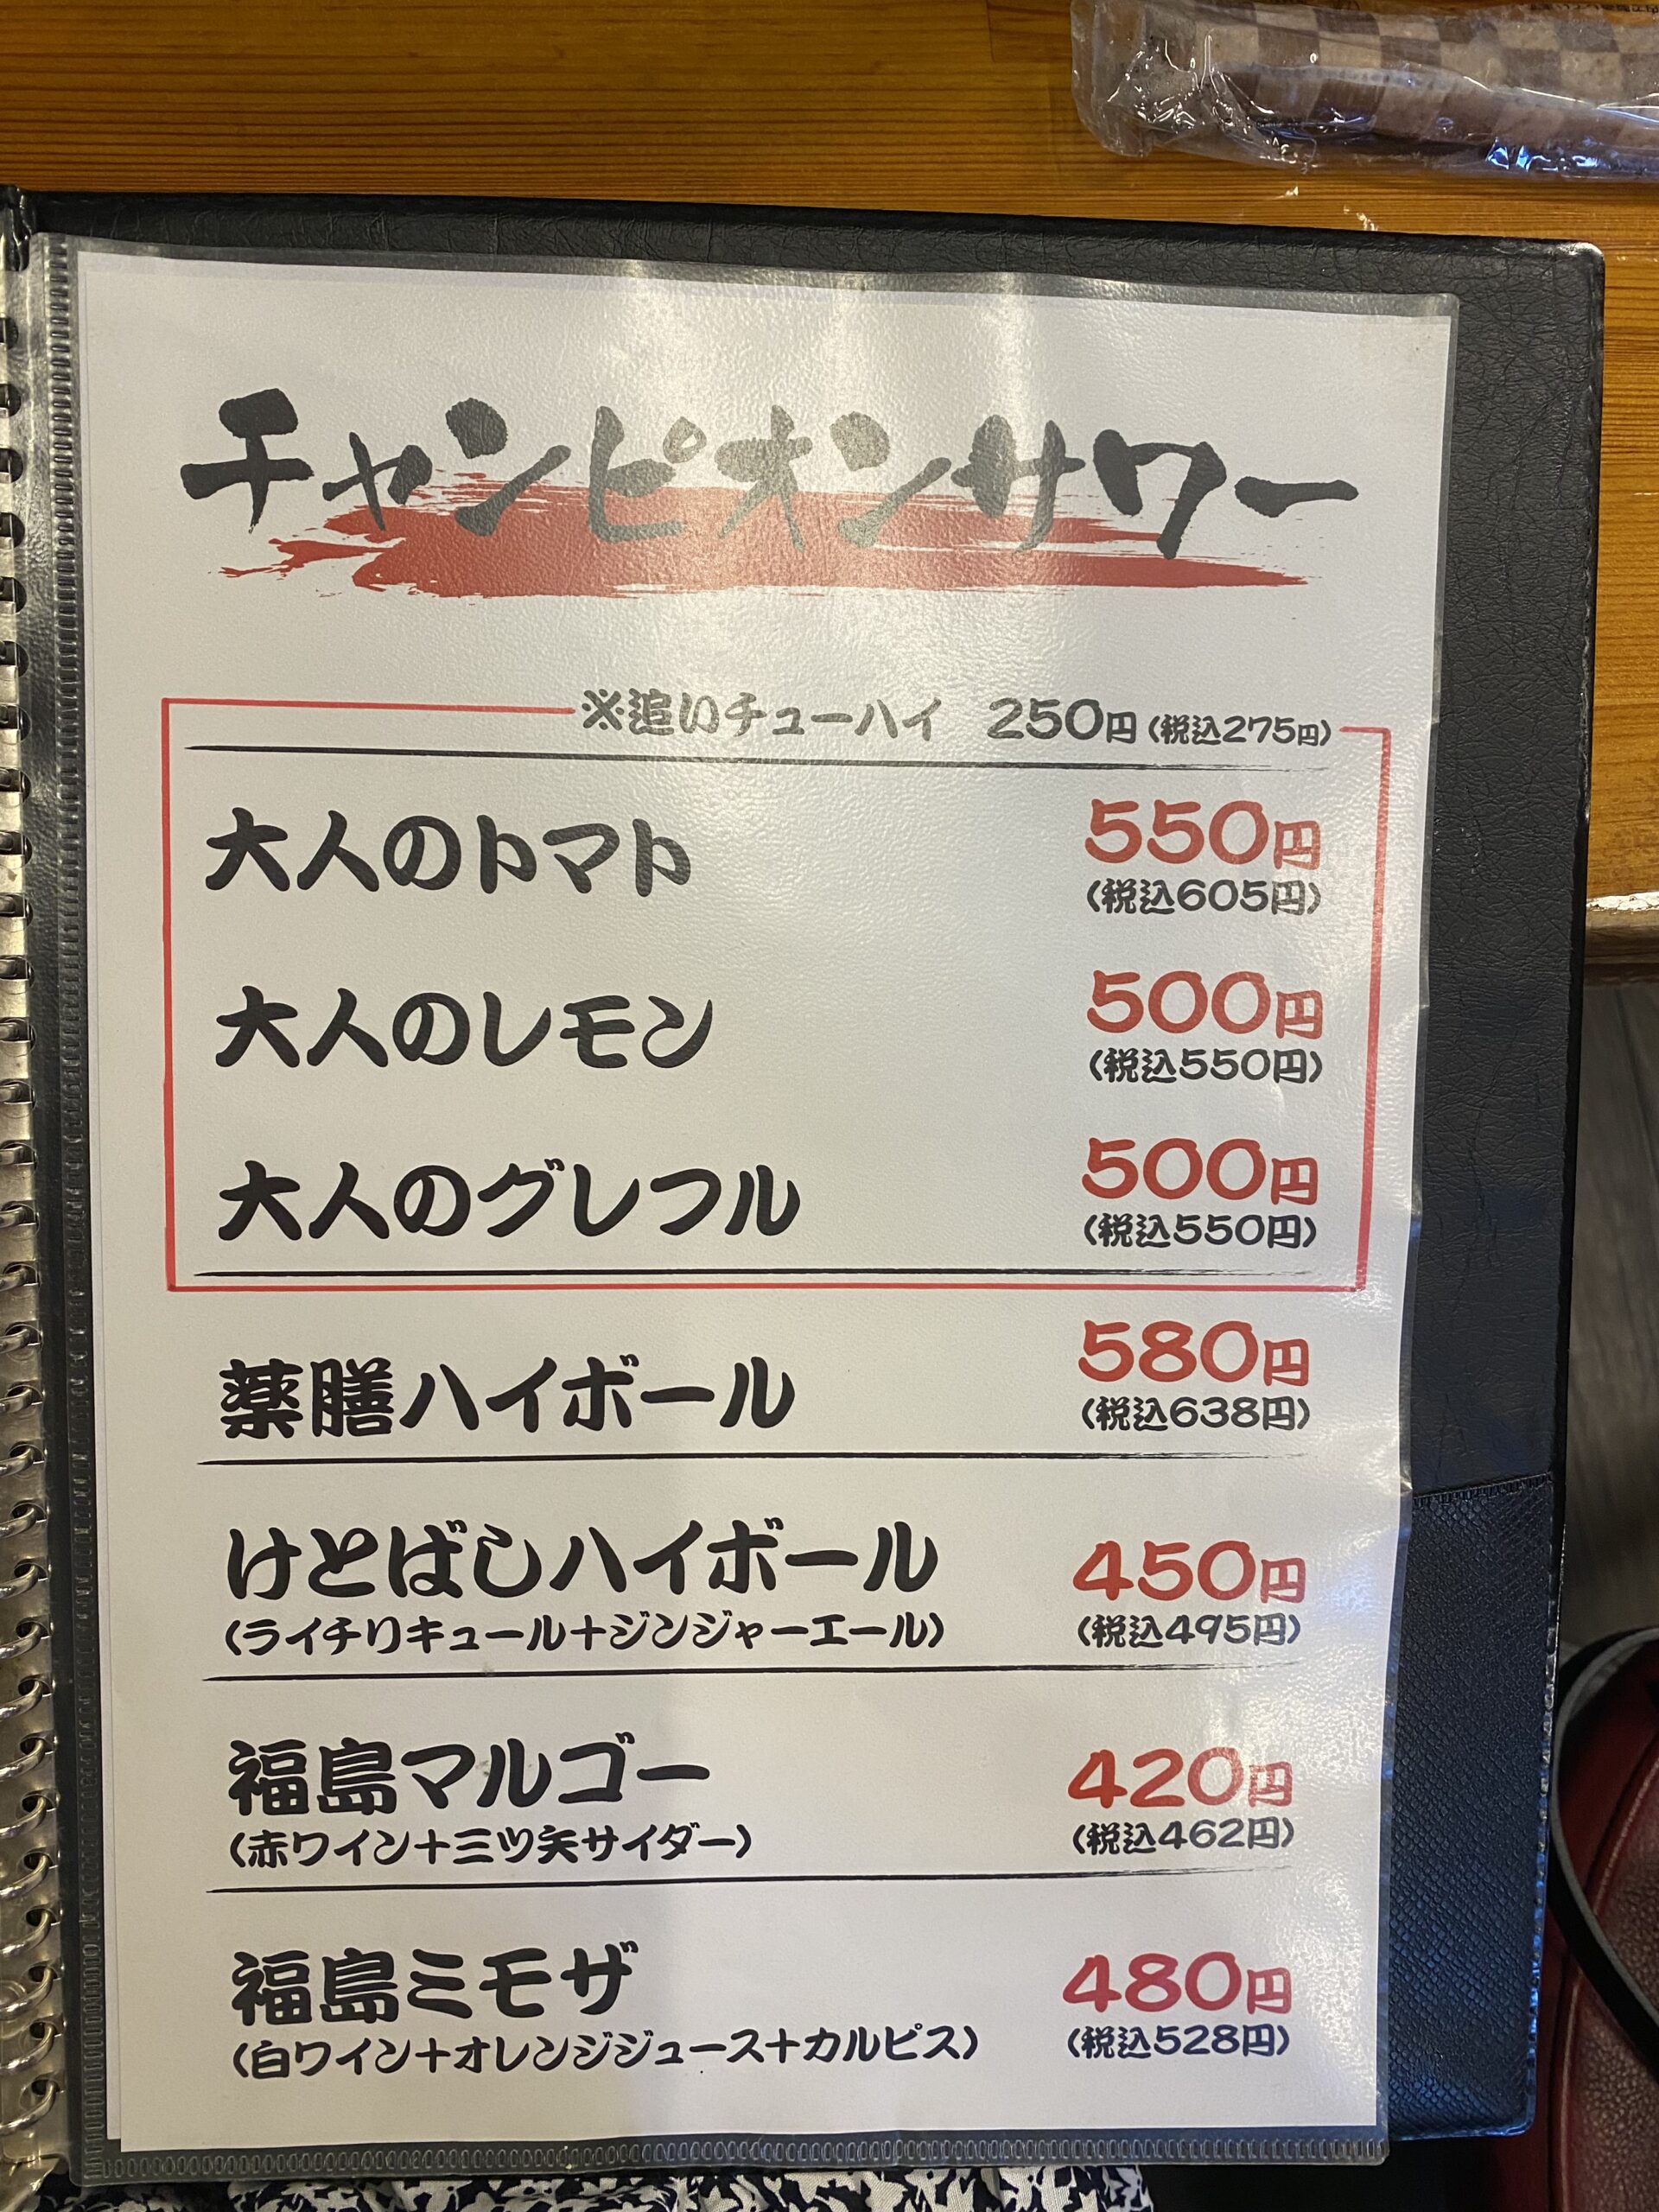 チャンピオンサワー
※追いチューハイ 250円(税込275円)
大人のトマト 550円
(税込605円)
大人のレモン 500円
(税込550円)
大人のグレフル 500円
(税込550円)
薬膳ハイボール 580円
(税込638円)
けとばしハイボール 450円
(ライチリキュール+ジンジャーエール) (税込495円)
福島マルゴー 420円
(赤ワイン+三ツ矢サイダー) (税込462円)
福島ミモザ 480円
(白ワイン+オレンジジュース+カルピス) (税込528円)